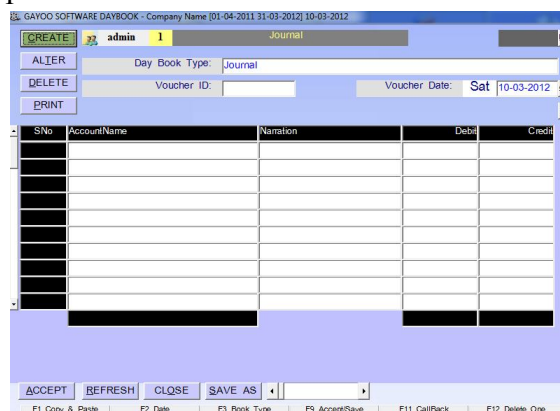 GAYOO SOFTWARE DAYBOOK - Company Name [01-04-2011 31-03-2012] 10-03-2012
CREATE admin 1 Journal
ALTER Day Book Type: Journal
DELETE Voucher ID: Voucher Date: Sat 10-03-2012
PRINT
SNo AccountName Narration Debit Credit
ACCEPT REFRESH CLOSE SAVE AS
F1 Copy & Paste F2 Date F3 Book Type F9 Accept/Save F11 CallBack F12 Delete One